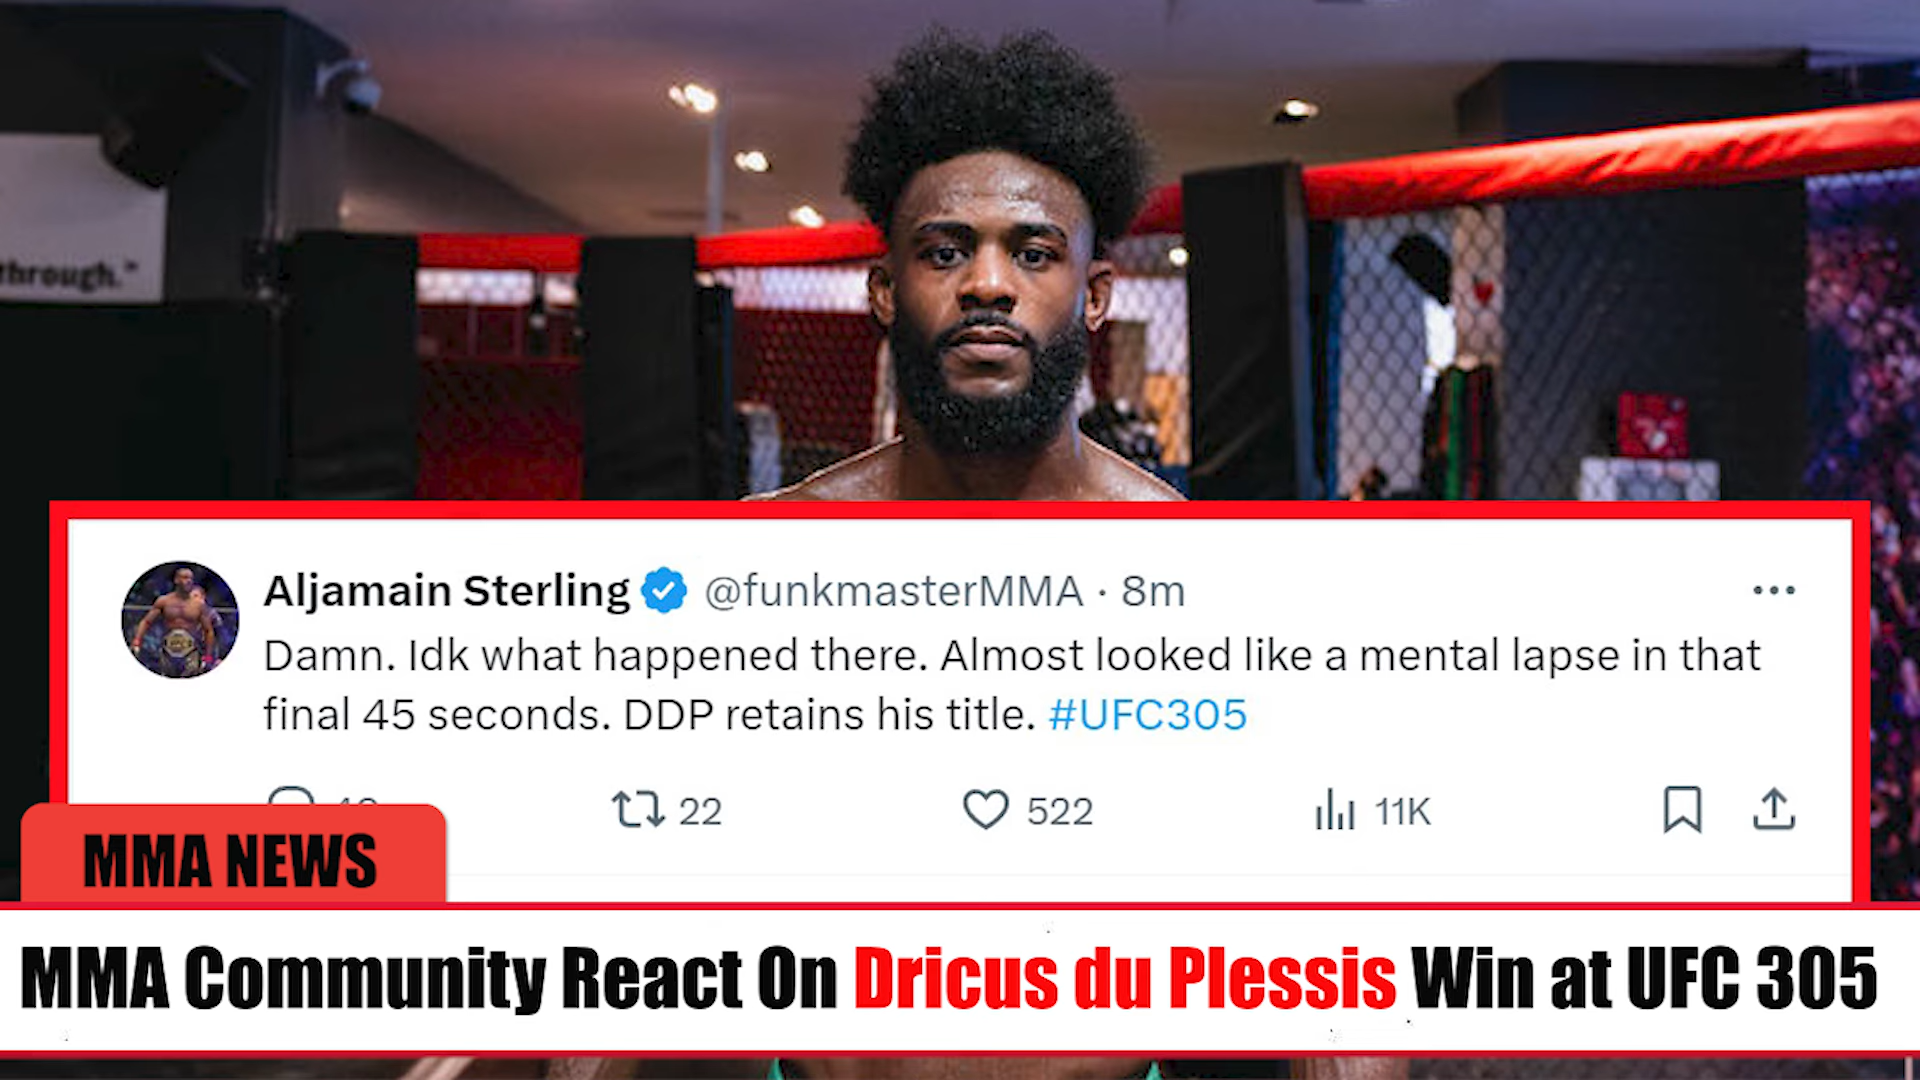 through."
Aljamain Sterling @funkmasterMMA · 8m
Damn. Idk what happened there. Almost looked like a mental lapse in that
final 45 seconds. DDP retains his title. #UFC305
22 522 11K
MMA NEWS
MMA Community React On Dricus du Plessis Win at UFC 305